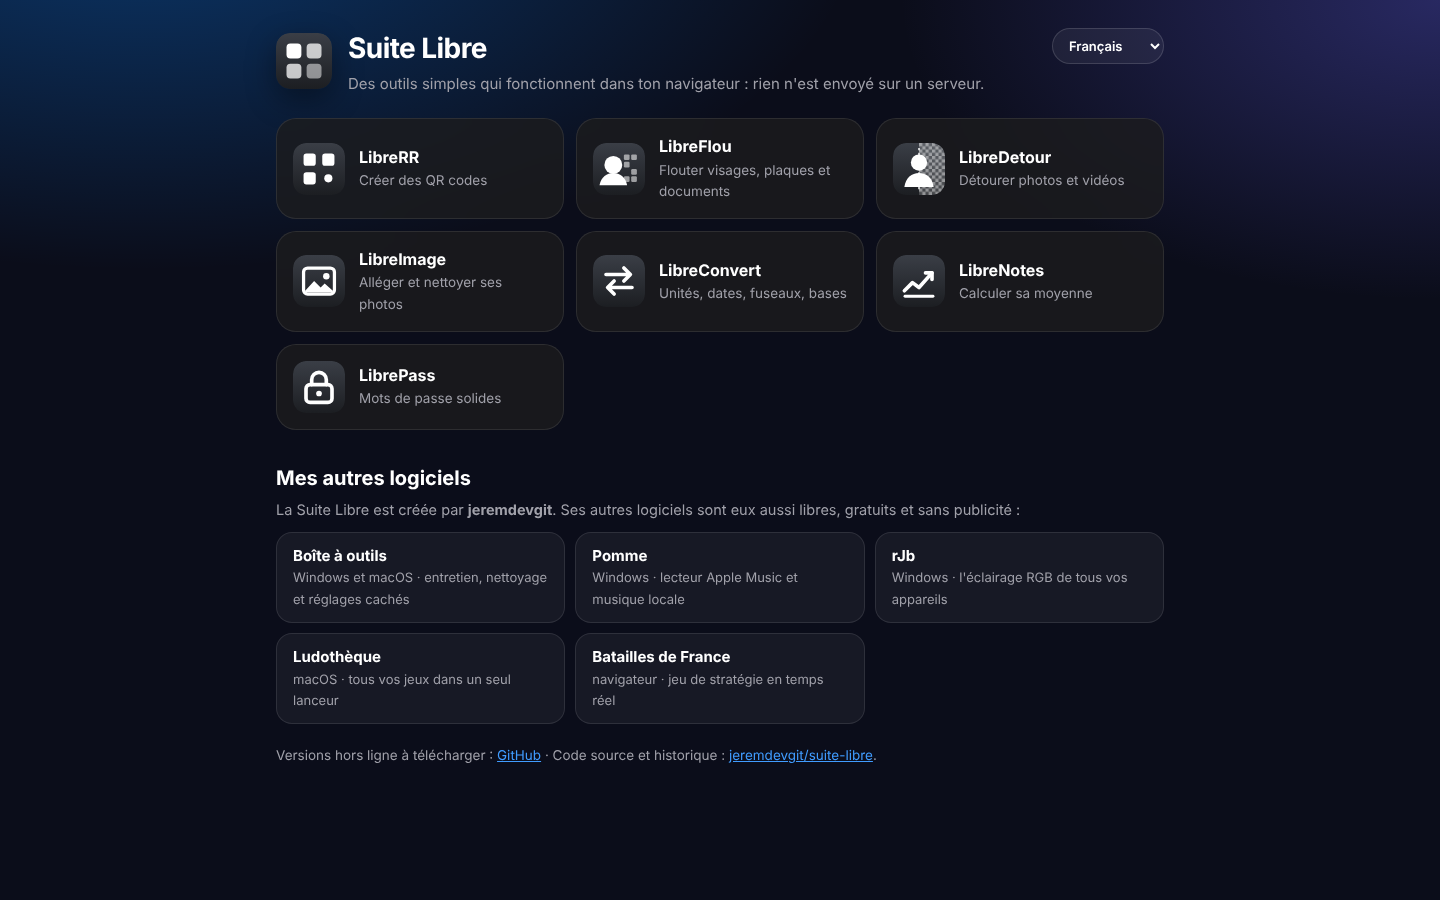 Suite Libre
Français
Des outils simples qui fonctionnent dans ton navigateur : rien n'est envoyé sur un serveur.
LibreRR
Créer des QR codes
LibreFlou
Flouter visages, plaques et
documents
LibreDetour
Détourer photos et vidéos
LibreImage
Alléger et nettoyer ses
photos
LibreConvert
Unités, dates, fuseaux, bases
LibreNotes
Calculer sa moyenne
LibrePass
Mots de passe solides
Mes autres logiciels
La Suite Libre est créée par jeremdevgit. Ses autres logiciels sont eux aussi libres, gratuits et sans publicité :
Boîte à outils
Windows et macOS · entretien, nettoyage
et réglages cachés
Pomme
Windows · lecteur Apple Music et
musique locale
rJb
Windows · l'éclairage RGB de tous vos
appareils
Ludothèque
macOS · tous vos jeux dans un seul
lanceur
Batailles de France
navigateur · jeu de stratégie en temps
réel
Versions hors ligne à télécharger : GitHub · Code source et historique : jeremdevgit/suite-libre.